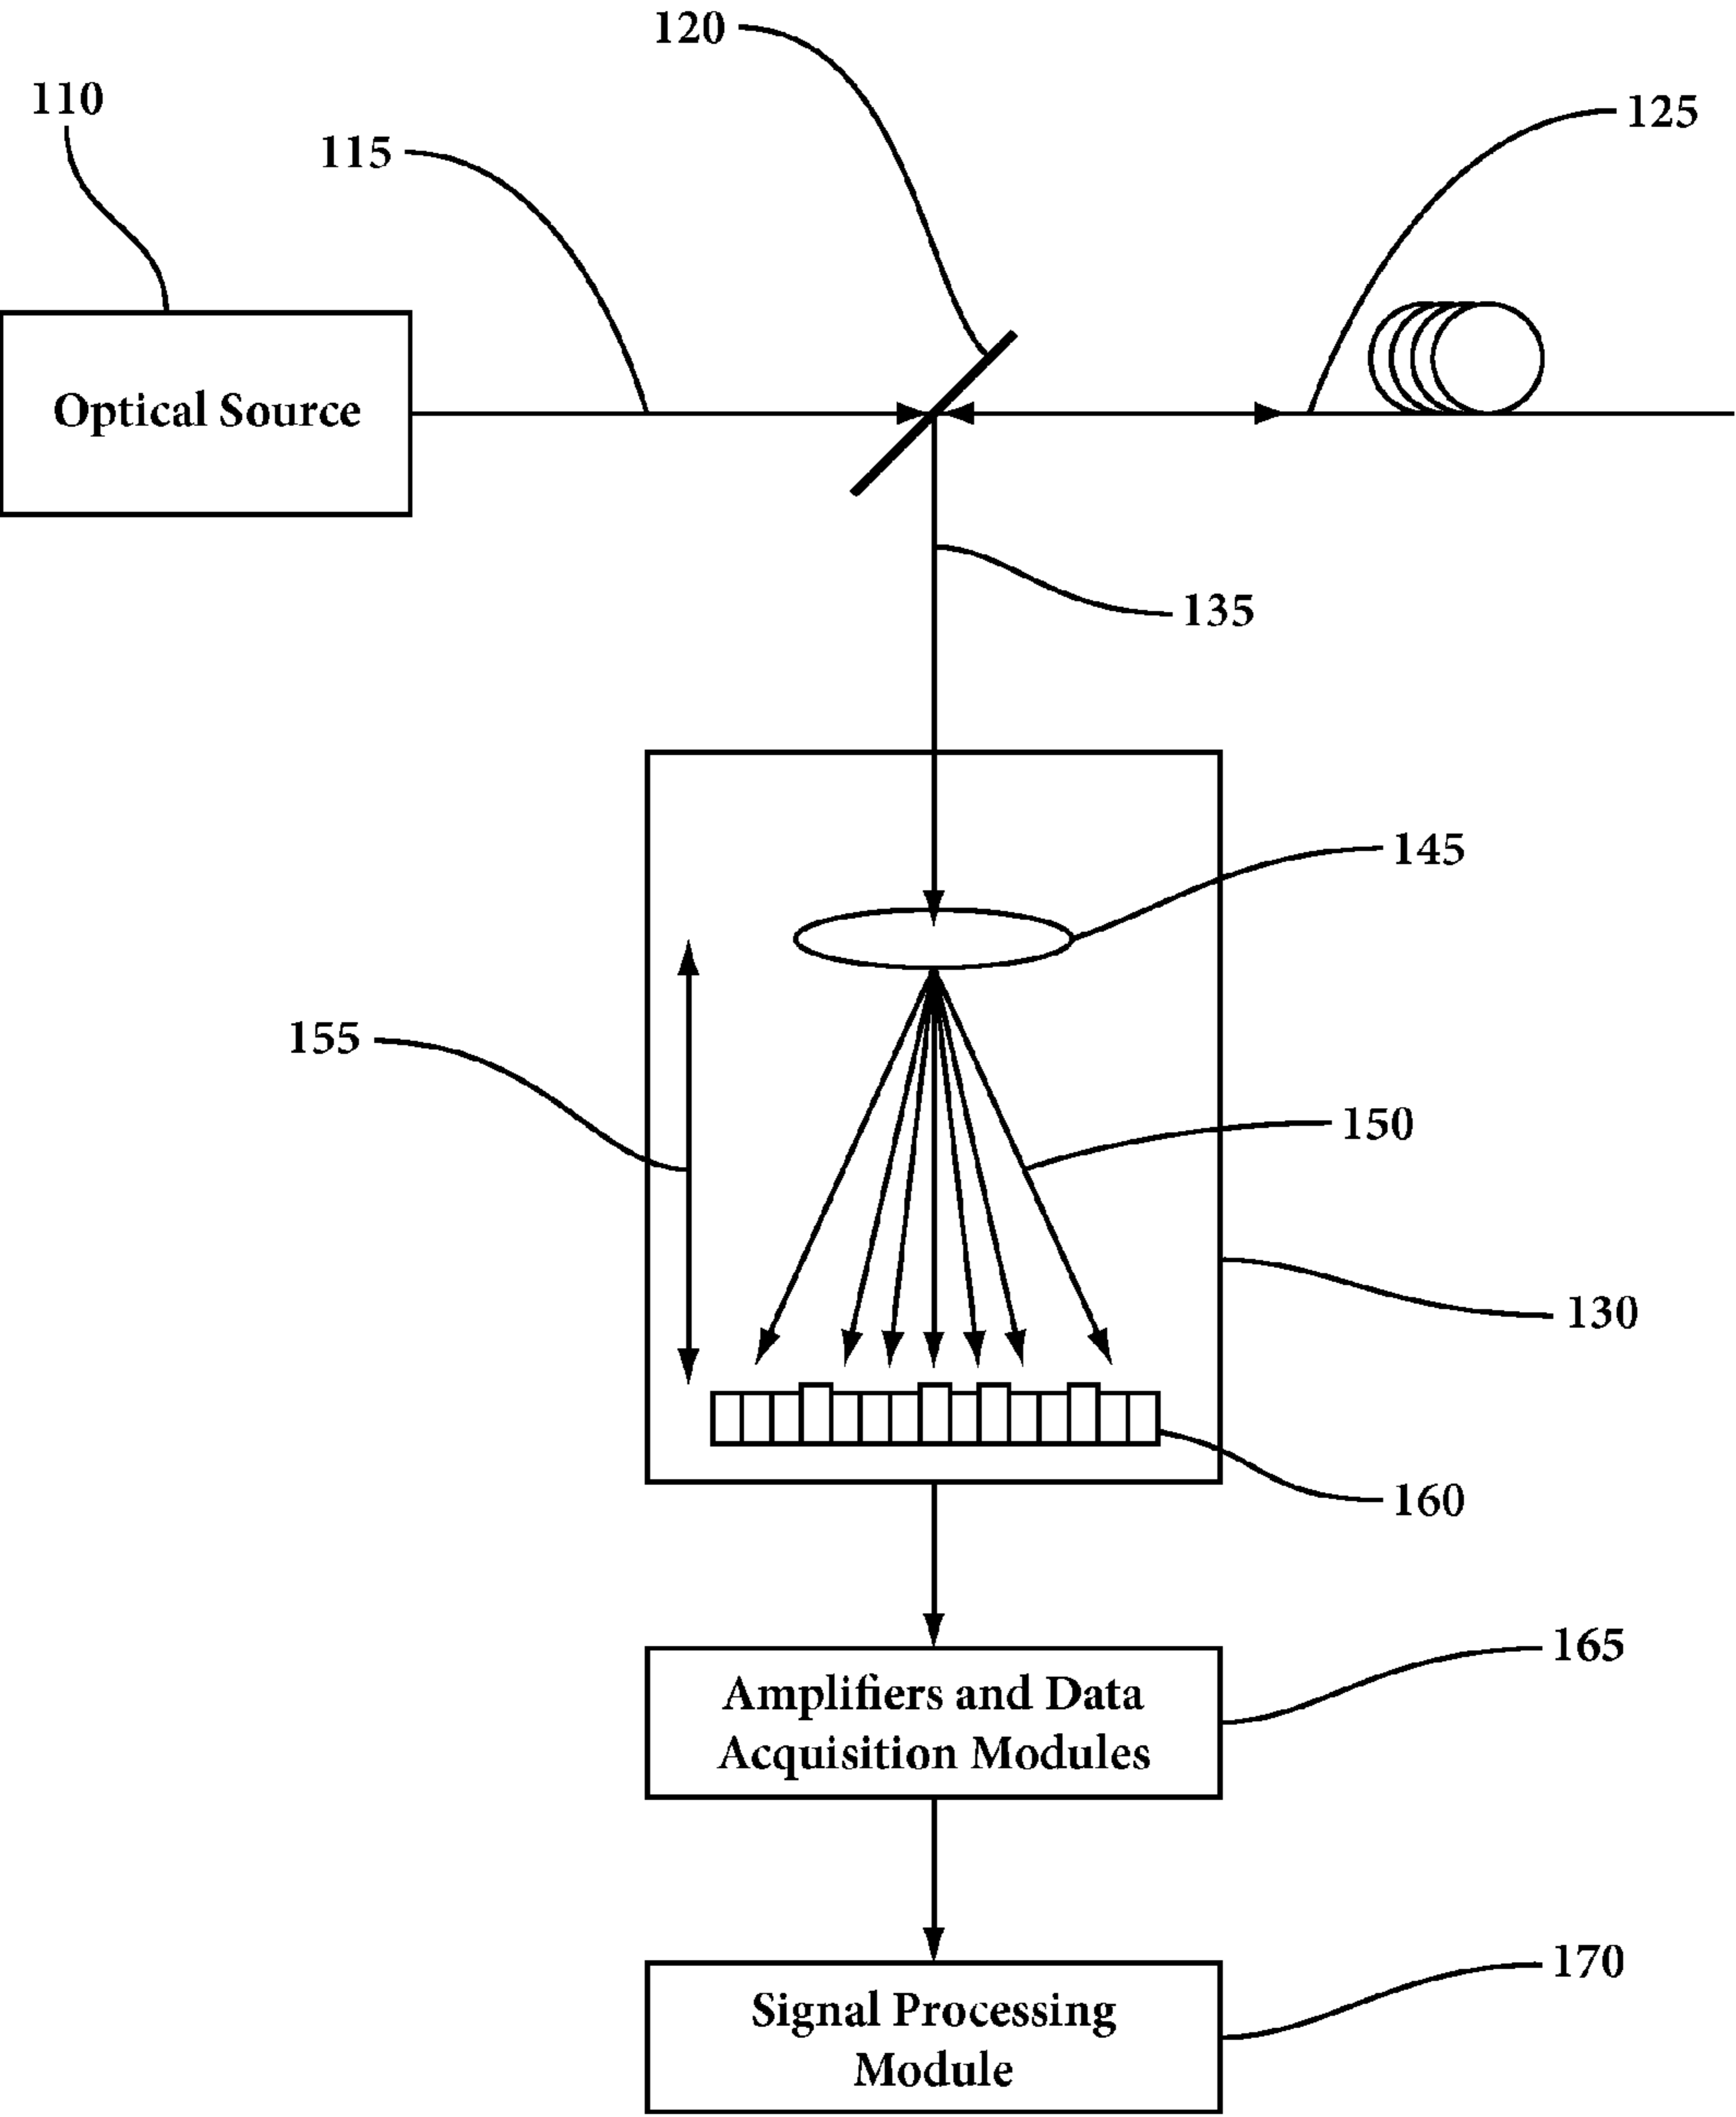 120
110
125
115
Optical Source
135
145
155
150
130
160
165
Amplifiers and Data
Acquisition Modules
170
Signal Processing
Module